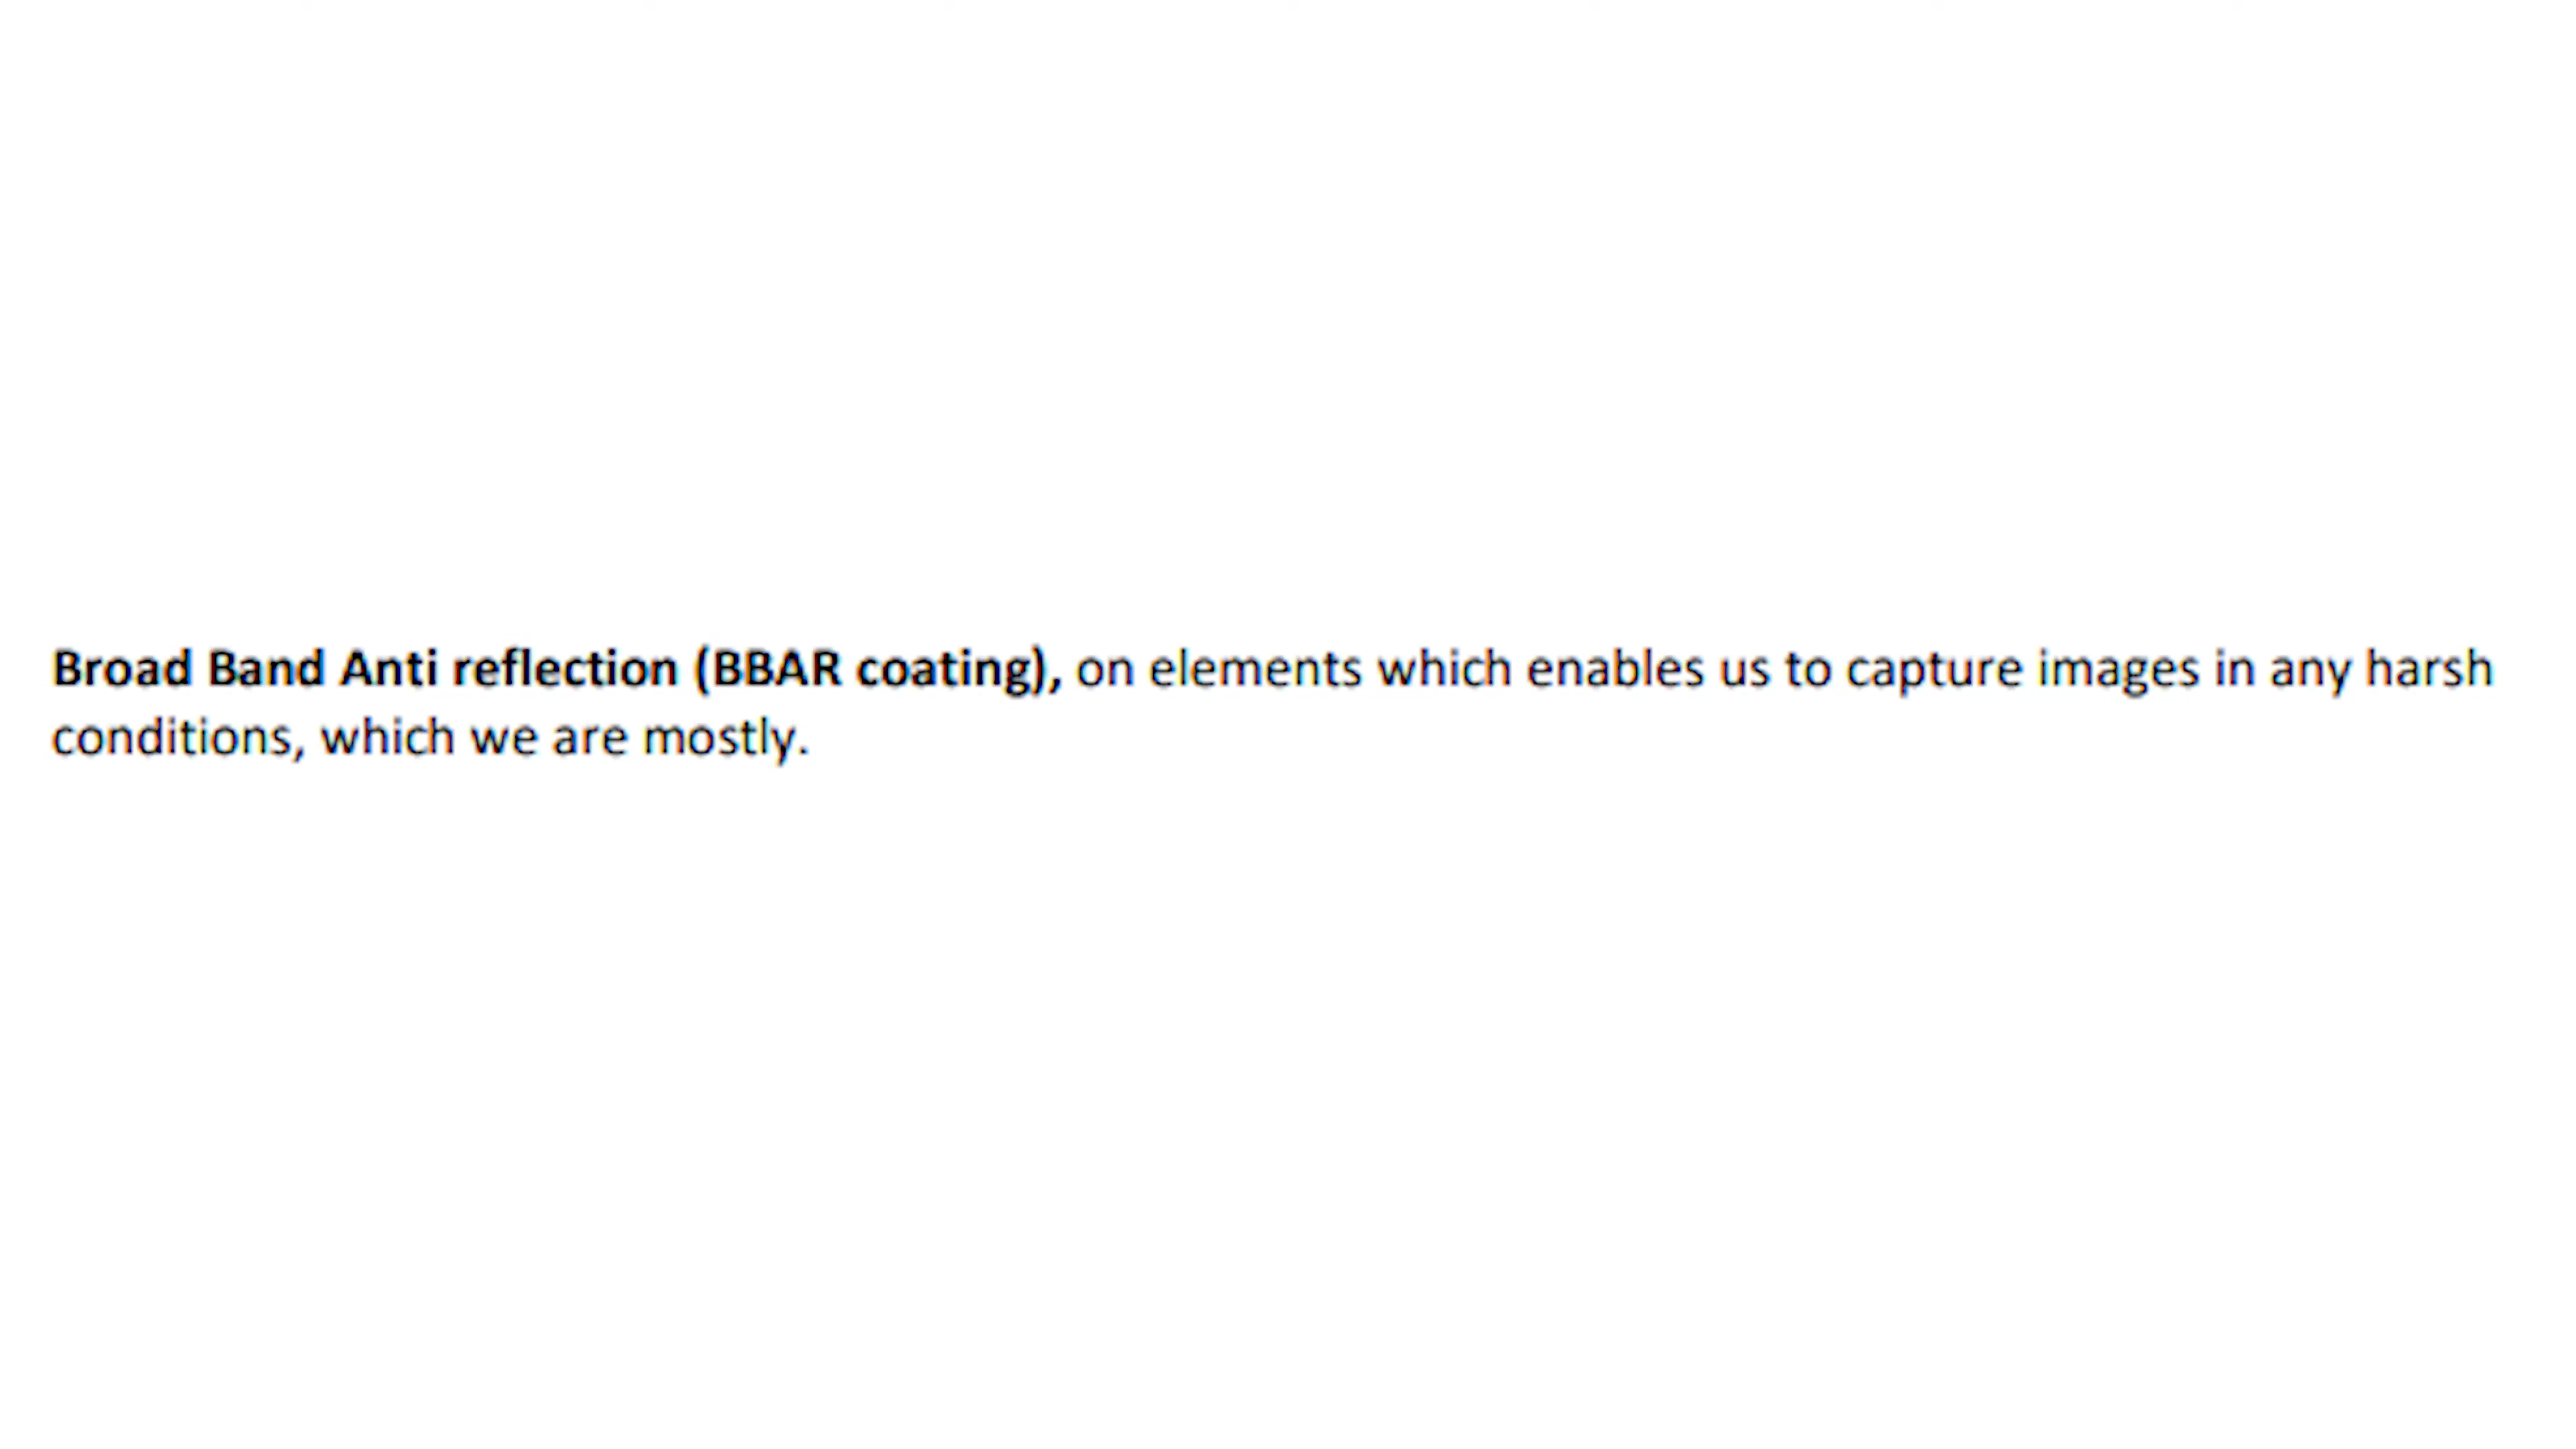 Broad Band Anti reflection (BBAR coating), on elements which enables us to capture images in any harsh
conditions, which we are mostly.